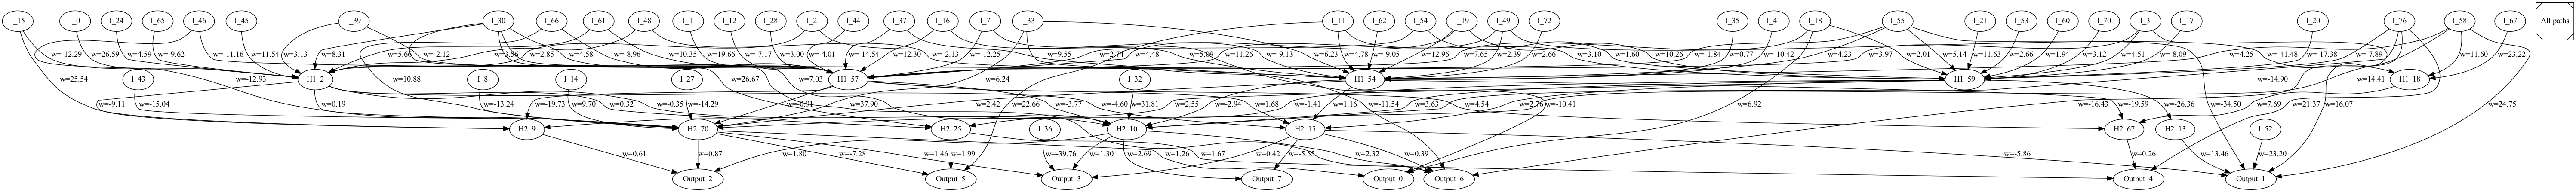 I_15 I_0 I_24 I_65 I_46 I_45 I_39 I_30 I_66 I_61 I_48 I_1 I_12 I_28 I_2 I_44 I_37 I_16 I_7 I_33 I_11 I_62 I_54 I_19 I_49 I_72 I_35 I_41 I_18 I_55 I_21 I_53 I_60 I_70 I_3 I_17 I_20 I_76 I_58 I_67 All paths
w=-12.29 w=26.59 w=4.59 w=-9.62 w=-11.16 w=11.54 w=3.13 w=8.31 w=5.66 w=-2.12 w=2.85 w=4.58 w=-8.96 w=10.35 w=19.66 w=-7.17 w=3.00 w=-4.01 w=-14.54 w=12.30 w=-2.13 w=-12.25 w=9.55 w=2.74 w=4.48 w=5.09 w=11.26 w=-9.13 w=6.23 w=4.78 w=-9.05 w=12.96 w=7.65 w=2.39 w=2.66 w=3.10 w=1.60 w=10.26 w=-1.84 w=0.77 w=-10.42 w=4.23 w=3.97 w=2.01 w=5.14 w=11.63 w=-2.66 w=1.94 w=3.12 w=4.51 w=-8.09 w=4.25 w=-41.48 w=-17.38 w=-7.89 w=11.60 w=23.22
w=25.54 I_43 w=-12.93 H1_2 w=10.88 I_8 I_14 I_27 w=26.67 w=7.03 H1_57 w=6.24 I_32 H1_54 H1_59 w=-14.90 w=14.41 H1_18
w=-9.11 w=-15.04 w=0.19 w=-13.24 w=-19.73 w=9.70 w=0.32 w=-14.29 w=-0.35 w=-0.91 w=37.90 w=2.42 w=22.66 w=-3.77 w=31.81 w=-4.60 w=2.55 w=-2.94 w=1.68 w=-1.41 w=1.16 w=-11.54 w=3.63 w=-10.41 w=4.54 w=2.76 w=6.92 w=-19.59 w=-26.36 w=-34.50 w=-16.43 w=7.69 w=21.37 w=16.07 w=24.75
H2_9 H2_70 H2_25 I_36 H2_10 H2_15 H2_67 H2_13 I_52
w=0.61 w=0.87 w=1.80 w=-7.28 w=1.46 w=1.99 w=-39.76 w=1.30 w=2.69 w=1.26 w=1.67 w=0.42 w=-5.55 w=2.32 w=0.39 w=-5.86 w=0.26 w=13.46 w=23.20
Output_2 Output_5 Output_3 Output_7 Output_0 Output_6 Output_4 Output_1